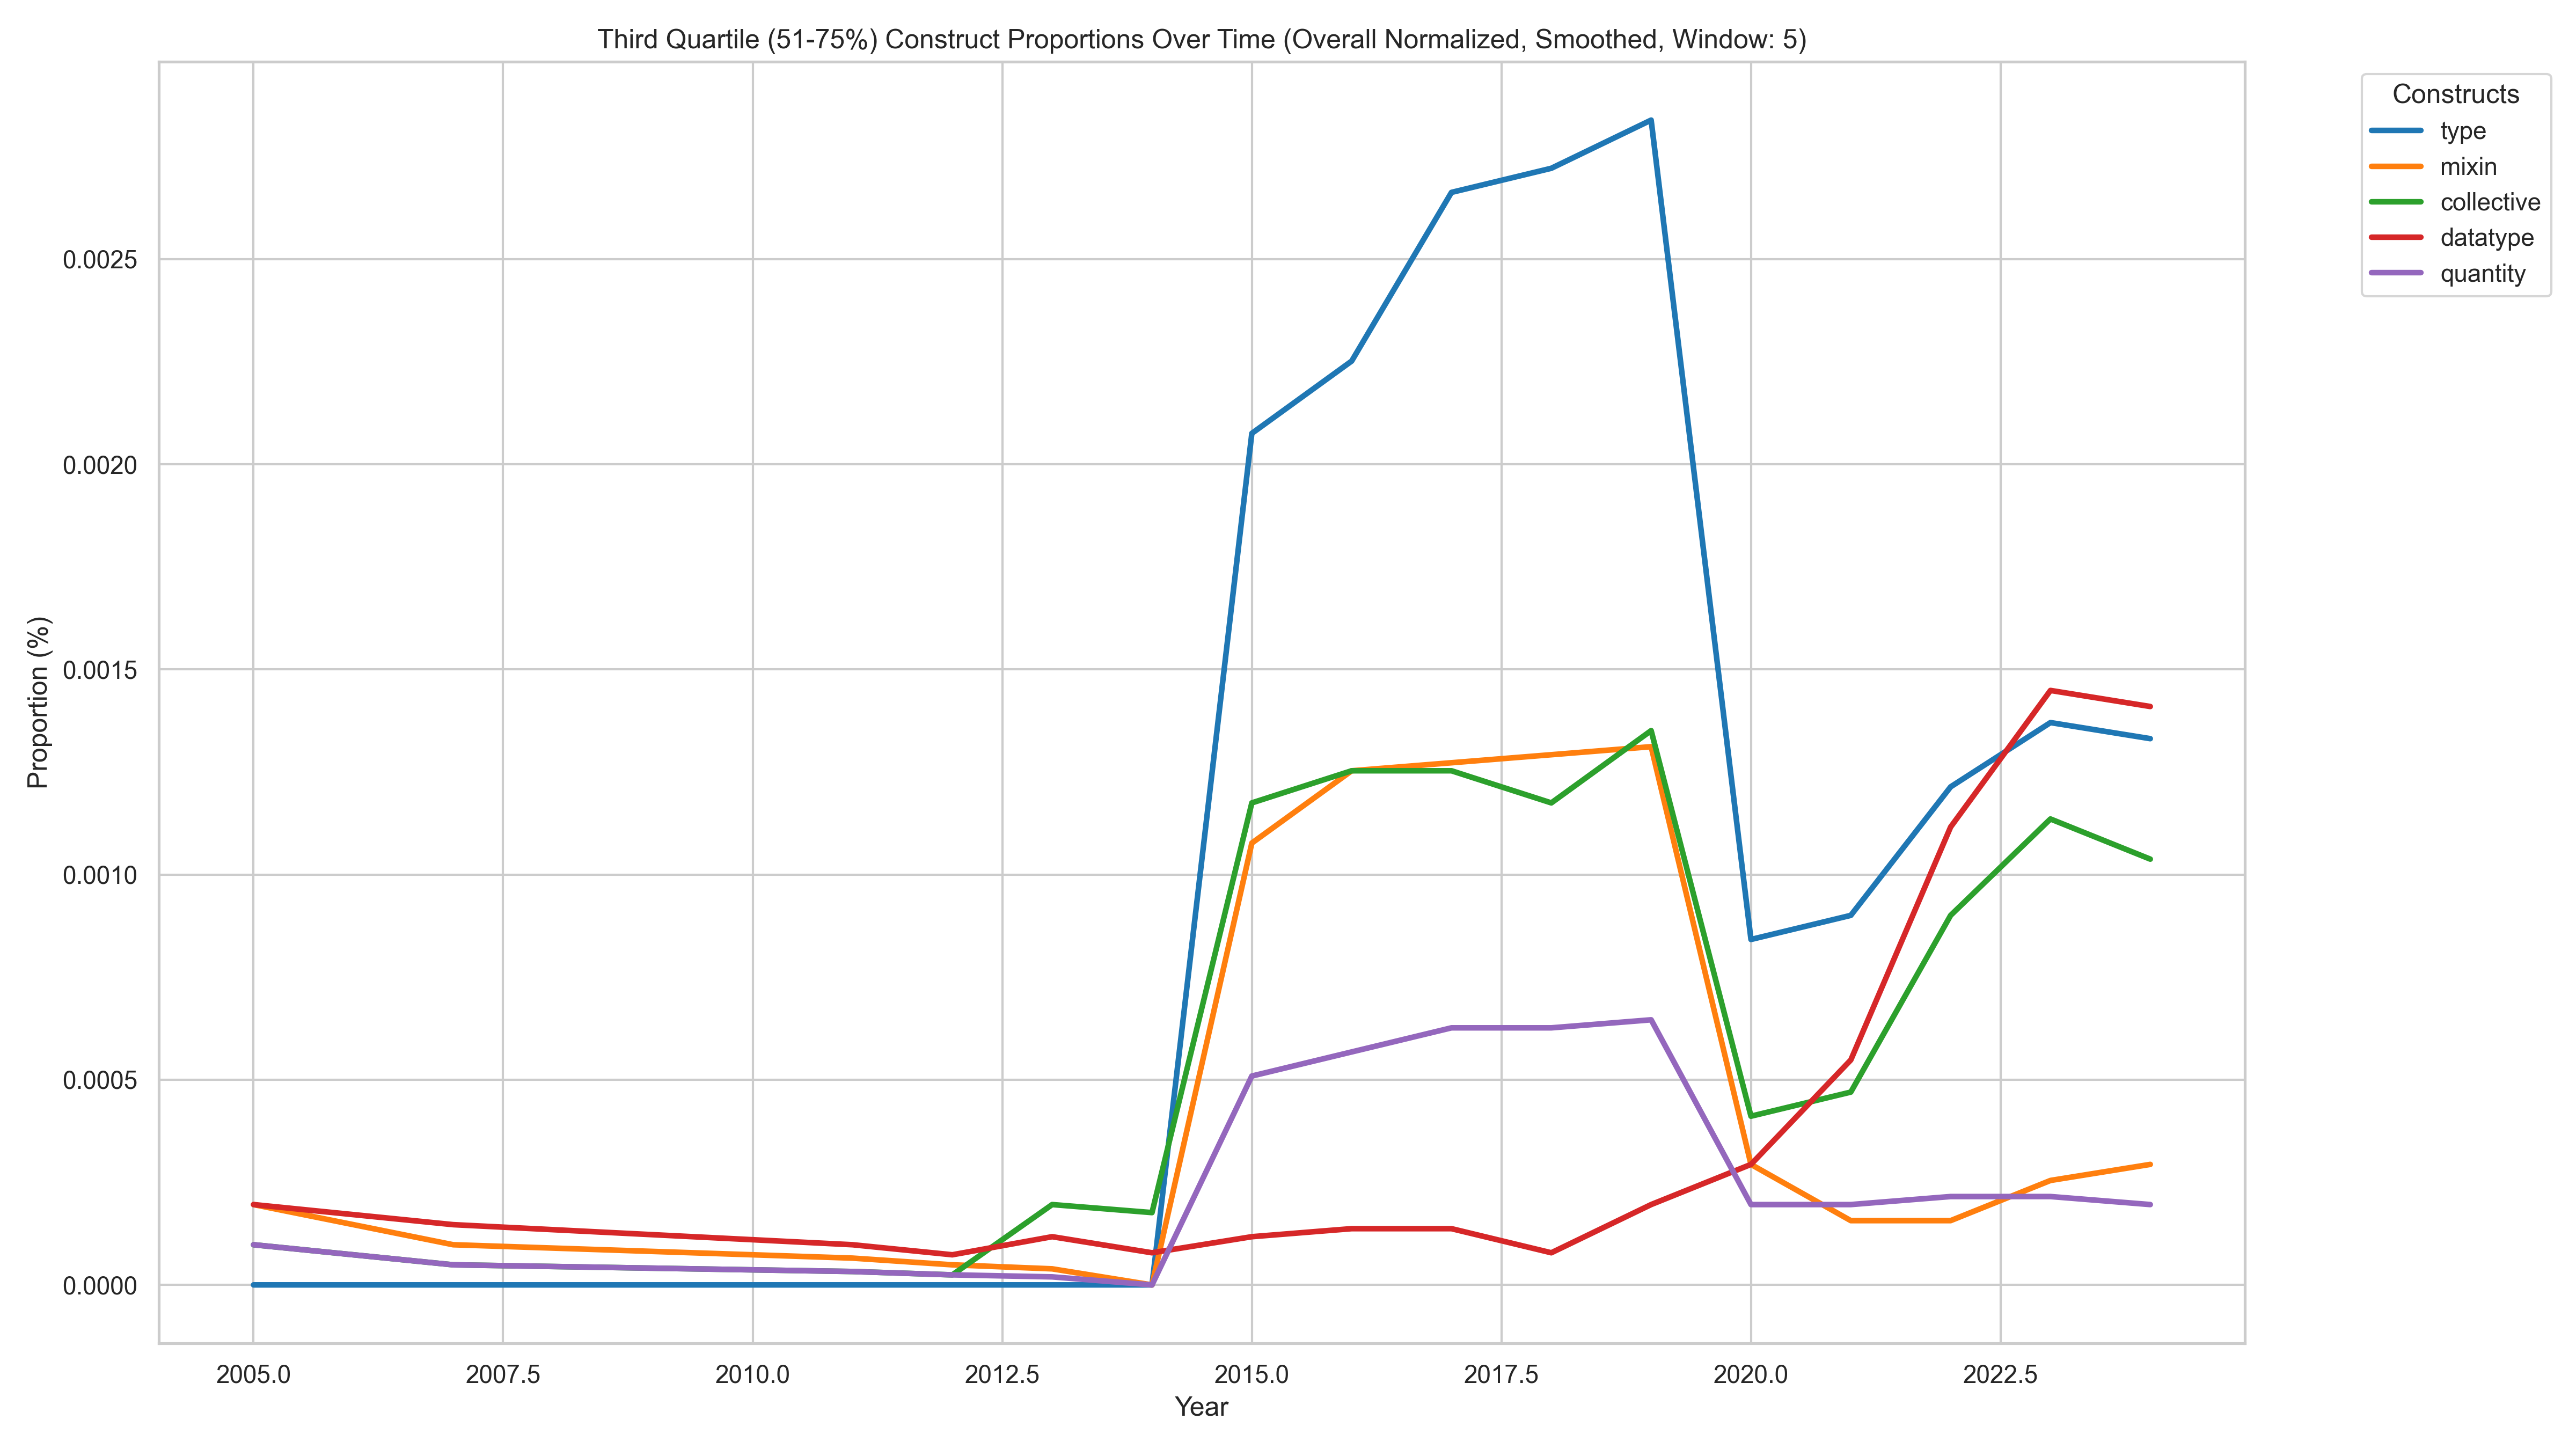 Third Quartile (51-75%) Construct Proportions Over Time (Overall Normalized, Smoothed, Window: 5)
Constructs
type
mixin
collective
datatype
quantity
Proportion (%)
0.0025
0.0020
0.0015
0.0010
0.0005
0.0000
2005.0 2007.5 2010.0 2012.5 2015.0 2017.5 2020.0 2022.5
Year